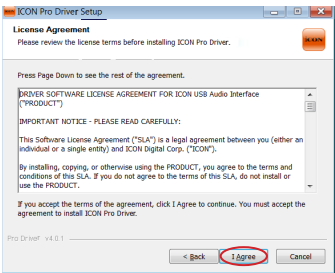 ICON Pro Driver Setup
License Agreement
Please review the license terms before installing ICON Pro Driver.
ICON
Press Page Down to see the rest of the agreement.
DRIVER SOFTWARE LICENSE AGREEMENT FOR ICON USB Audio Interface
("PRODUCT")
IMPORTANT NOTICE - PLEASE READ CAREFULLY:
This Software License Agreement ("SLA") is a legal agreement between you (either an
individual or a single entity) and ICON Digital Corp. ("ICON").
By installing, copying, or otherwise using the PRODUCT, you agree to the terms and
conditions of this SLA. If you do not agree to the terms of this SLA, do not install or
use the PRODUCT.
If you accept the terms of the agreement, click I Agree to continue. You must accept the
agreement to install ICON Pro Driver.
Pro Driver v4.0.1
< Back
I Agree
Cancel